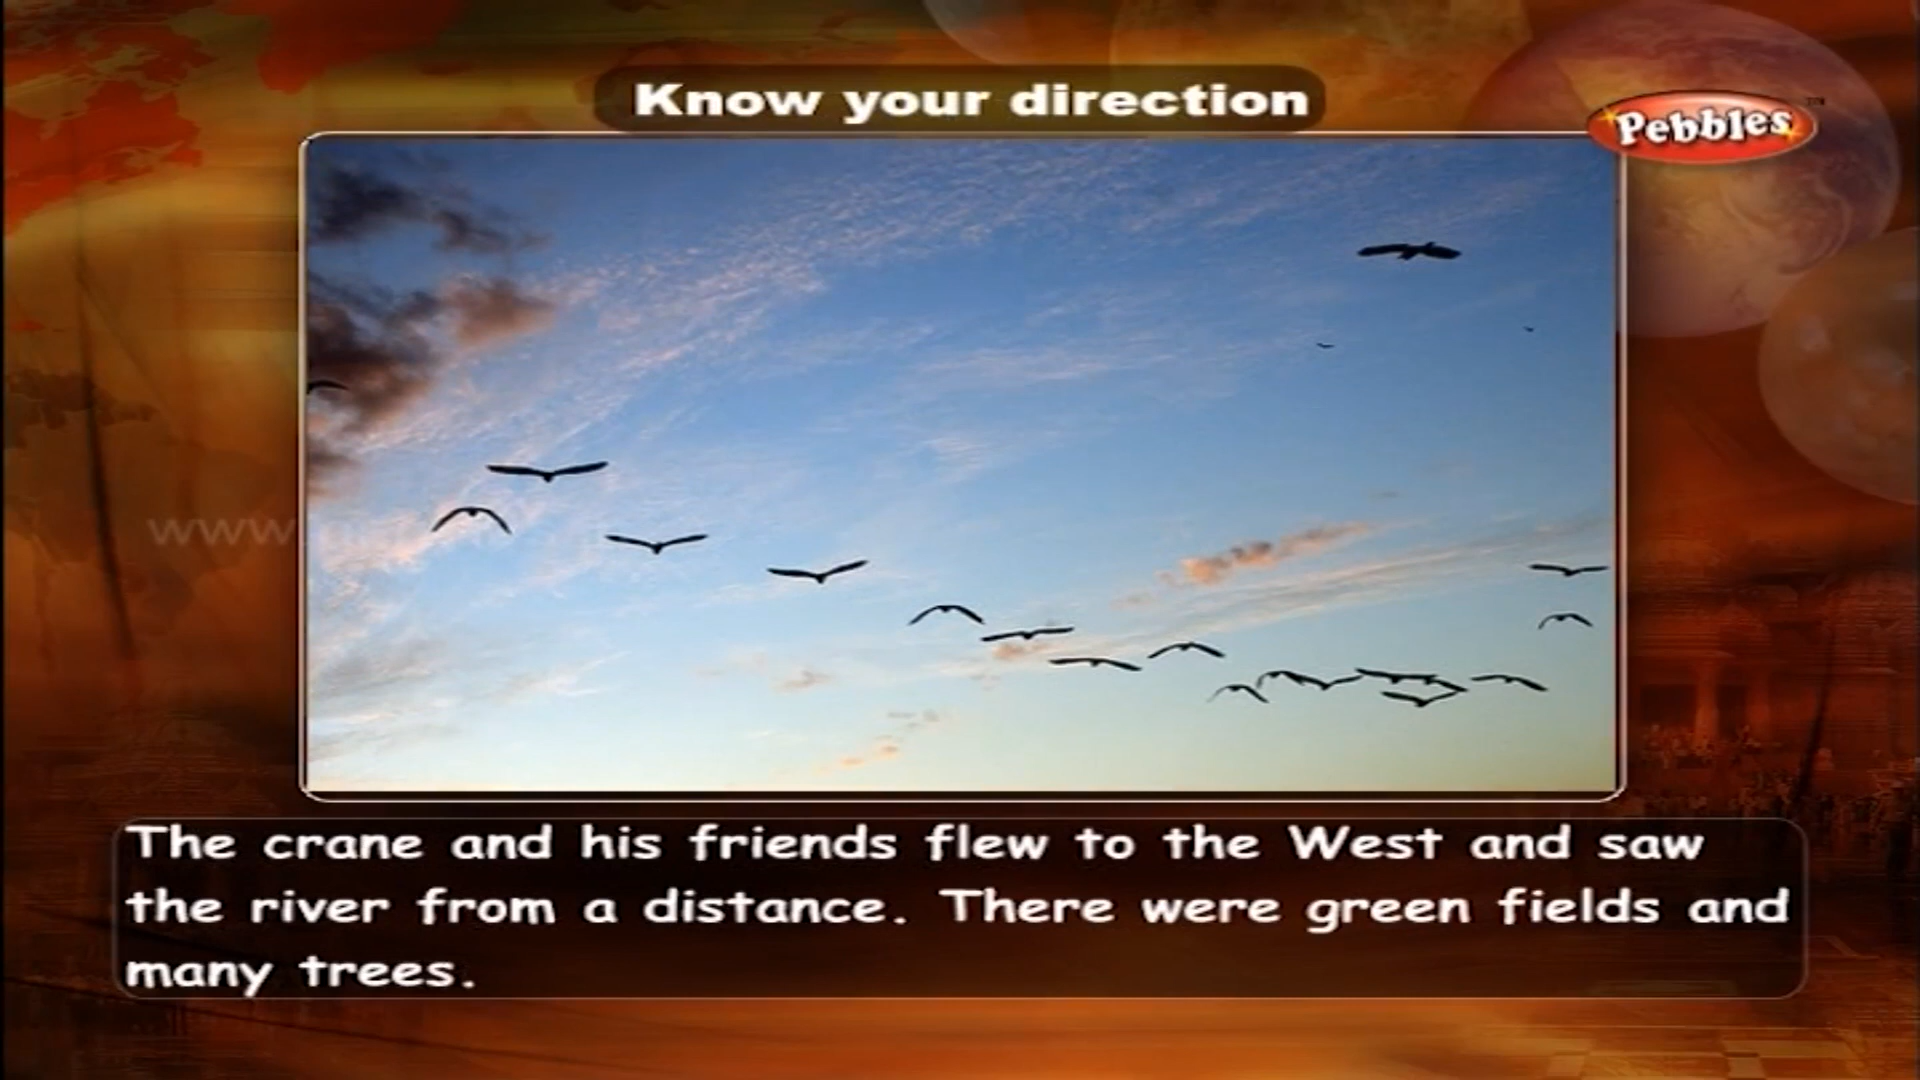 Know your direction
Pebbles
The crane and his friends flew to the West and saw
the river from a distance. There were green fields and
many trees.